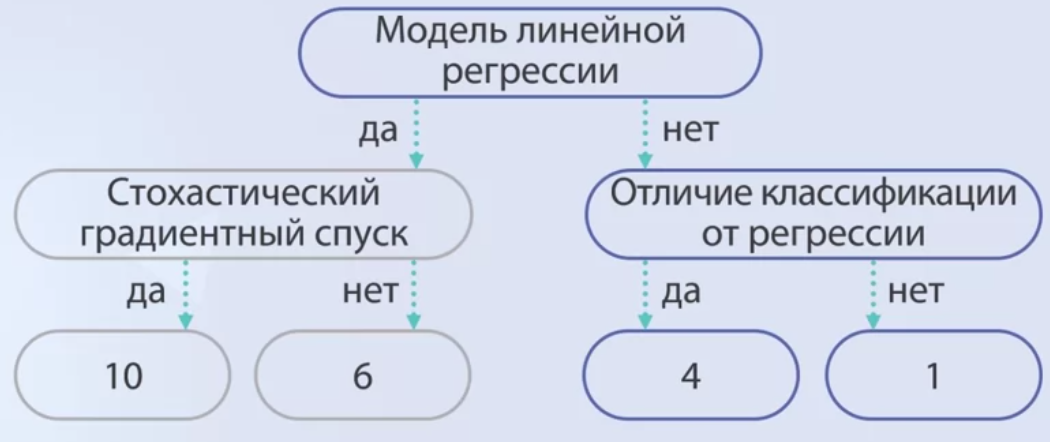 Модель линейной
регрессии
да
нет
Стохастический
градиентный спуск
Отличие классификации
от регрессии
да
нет
да
нет
10
6
4
1